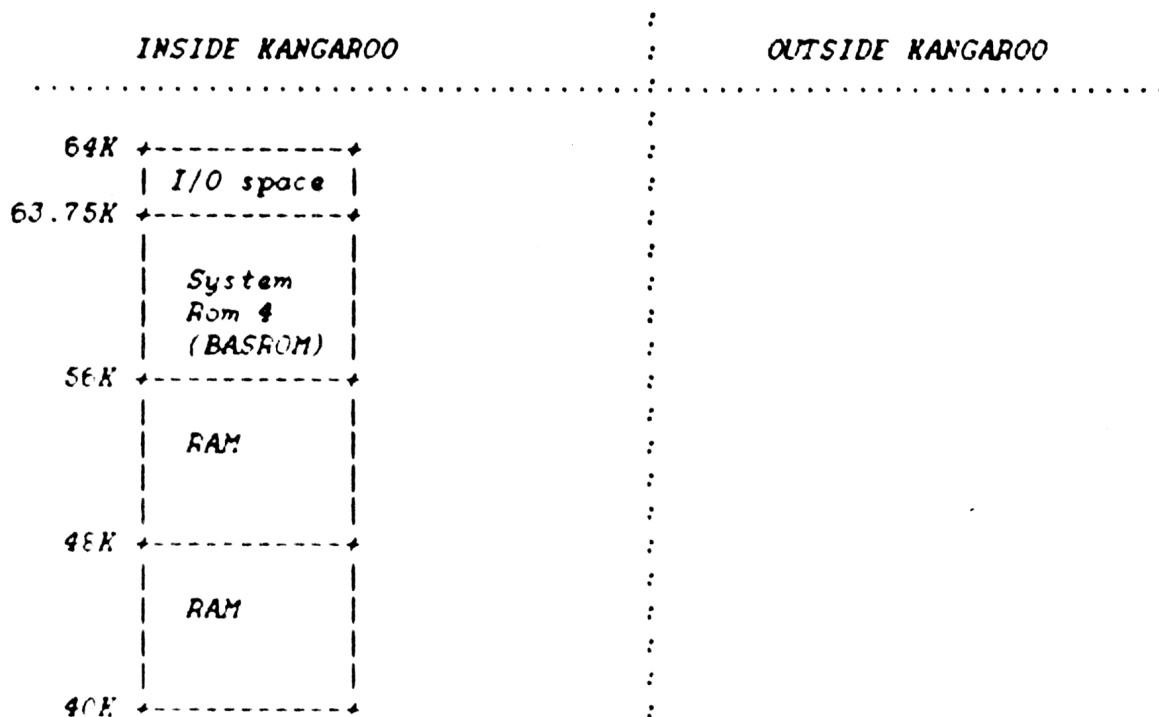 INSIDE KANGAROO : OUTSIDE KANGAROO
64K
| I/O space |
63.75K
System
Rom 4
(BASROM)
56K
RAM
48K
RAM
40K